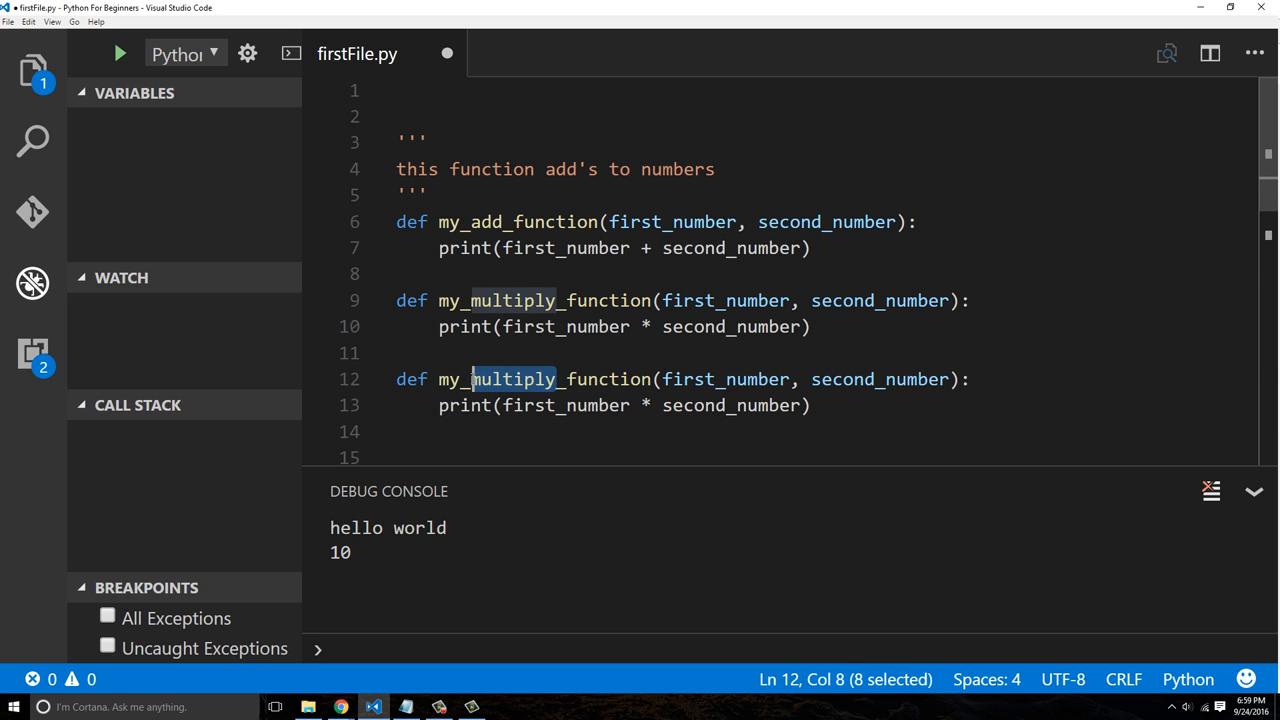 ● firstFile.py - Python For Beginners - Visual Studio Code
File Edit View Go Help
Python
firstFile.py
VARIABLES
WATCH
CALL STACK
BREAKPOINTS
All Exceptions
Uncaught Exceptions
1
2
1
2
3 '''
4 this function add's to numbers
5 '''
6 def my_add_function(first_number, second_number):
7 print(first_number + second_number)
8
9 def my_multiply_function(first_number, second_number):
10 print(first_number * second_number)
11
12 def my_multiply_function(first_number, second_number):
13 print(first_number * second_number)
14
15
DEBUG CONSOLE
hello world
10
0 0
Ln 12, Col 8 (8 selected) Spaces: 4 UTF-8 CRLF Python
I'm Cortana. Ask me anything.
6:59 PM
9/24/2016